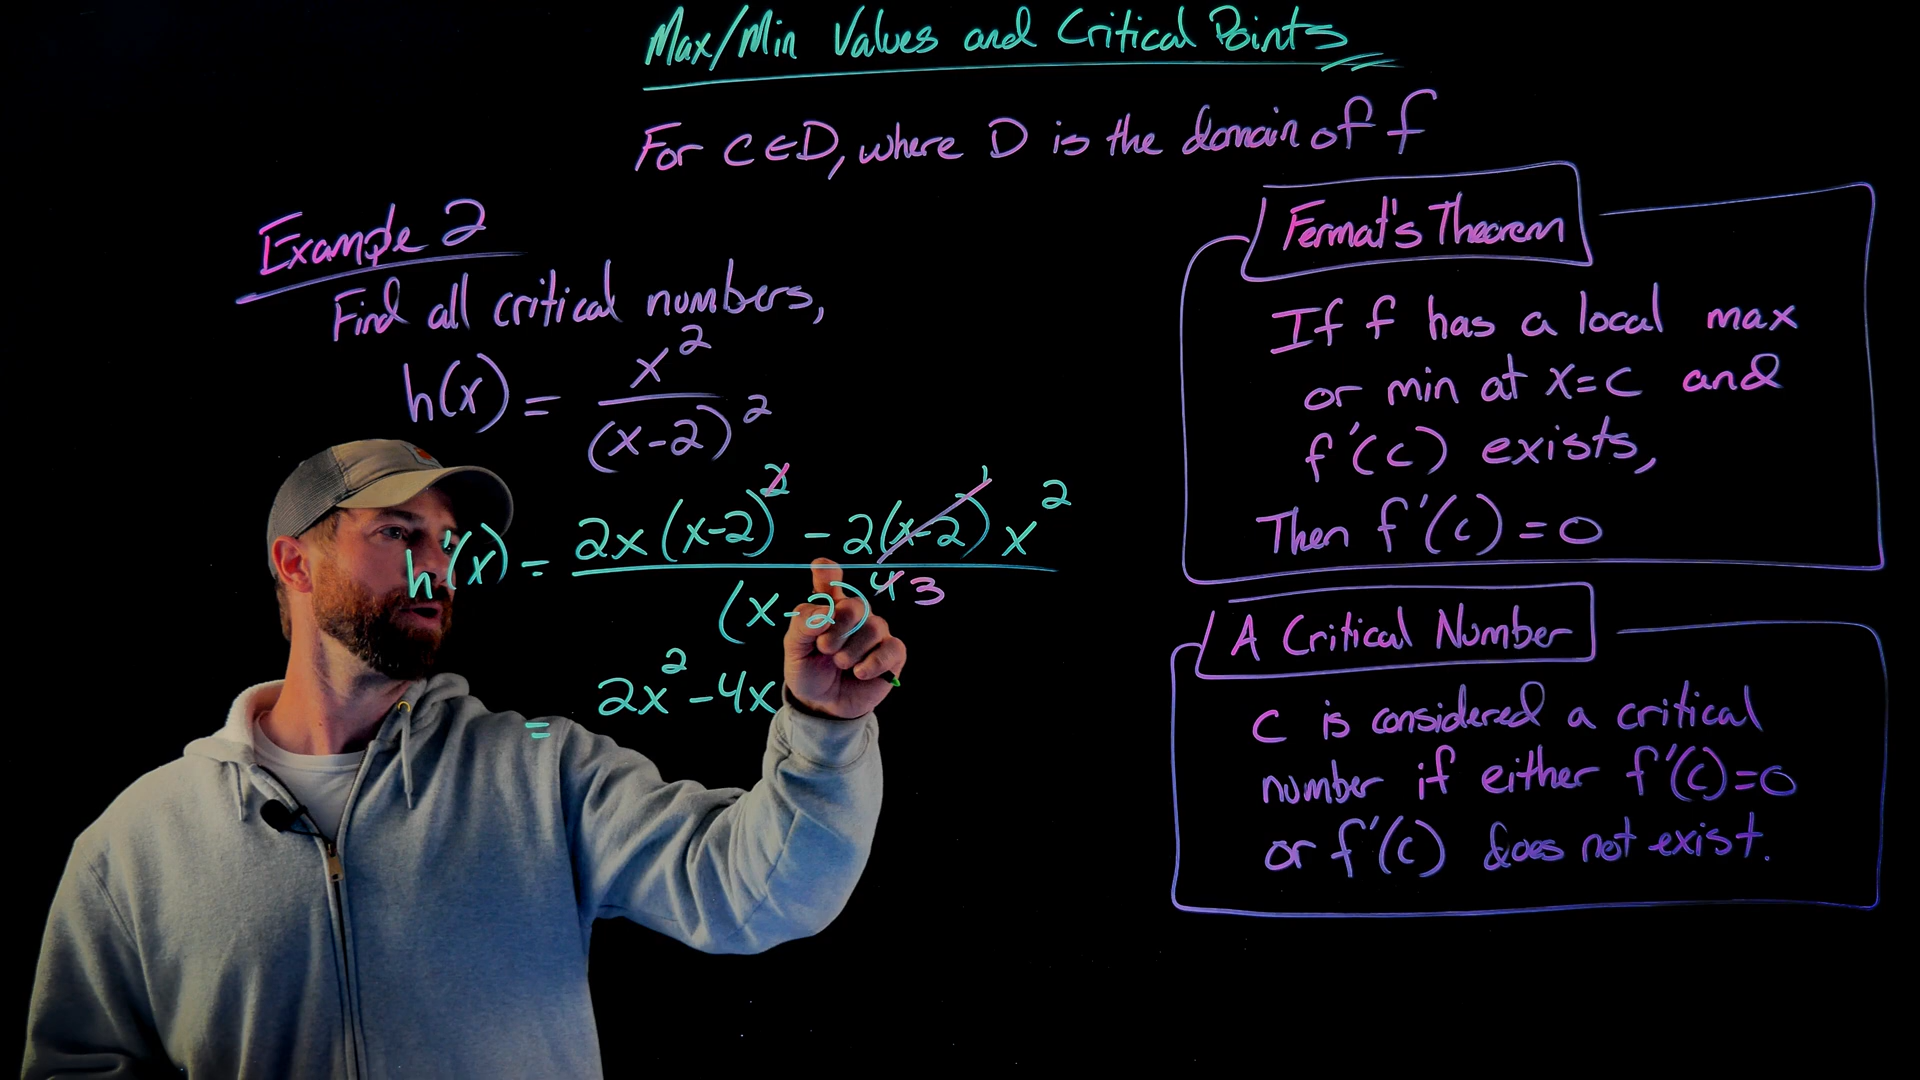 Max/Min Values and Critical Points
For C∈D, where D is the domain of f
Example 2
Find all critical numbers,
h(x) = x² / (x-2)²
h'(x) = 2x(x-2)² - 2(x-2)¹ x² / (x-2)⁴ 3
= 2x² - 4x
Fermat's Theorem
If f has a local max
or min at x=c and
f'(c) exists,
Then f'(c) = 0
A Critical Number
C is considered a critical
number if either f'(c)=0
or f'(c) does not exist.